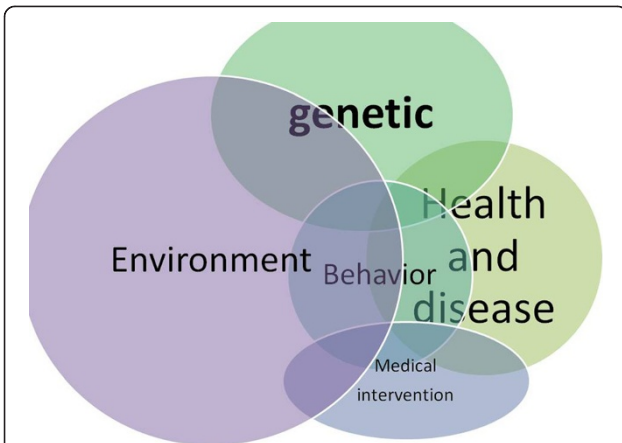 genetic
Health
and
disease
Environment
Behavior
Medical
intervention